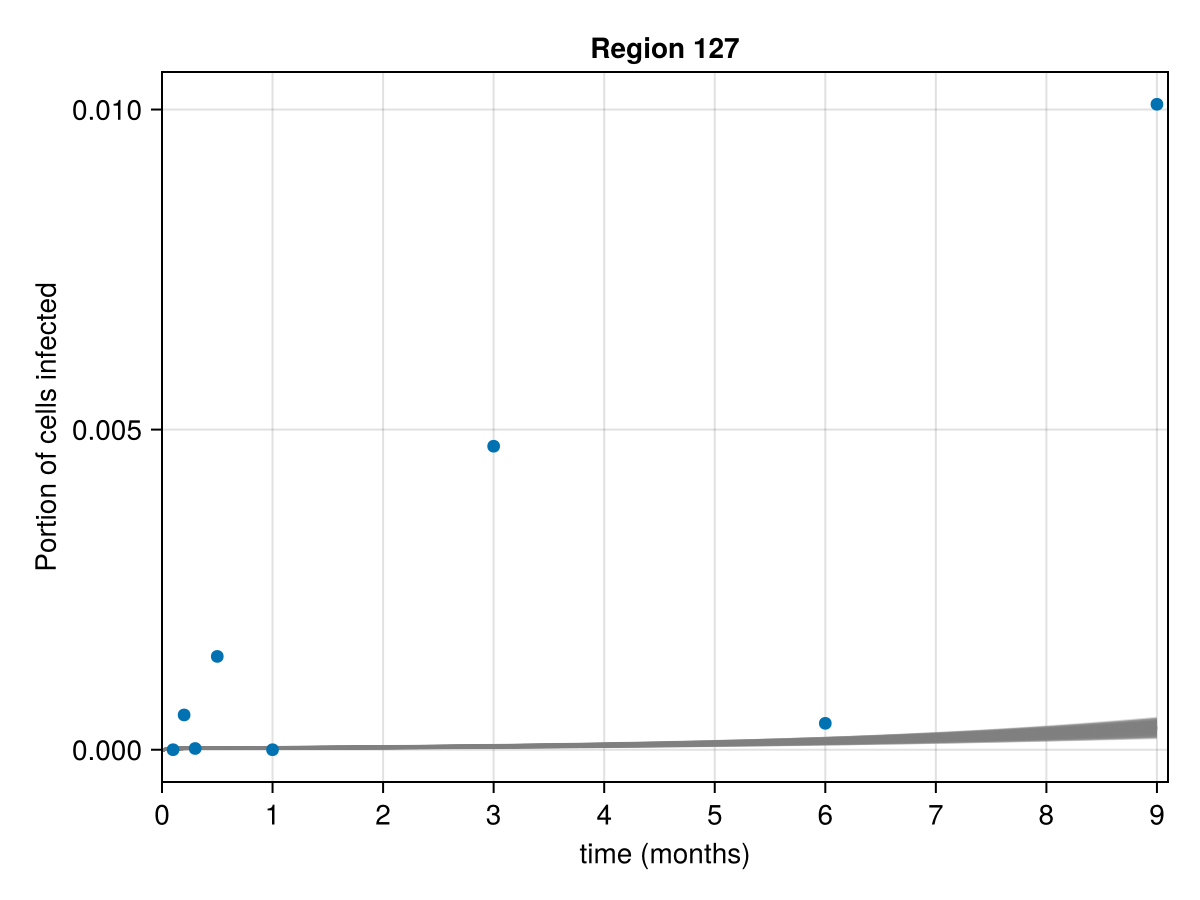 Region 127
0.010
0.005
0.000
Portion of cells infected
0 1 2 3 4 5 6 7 8 9
time (months)